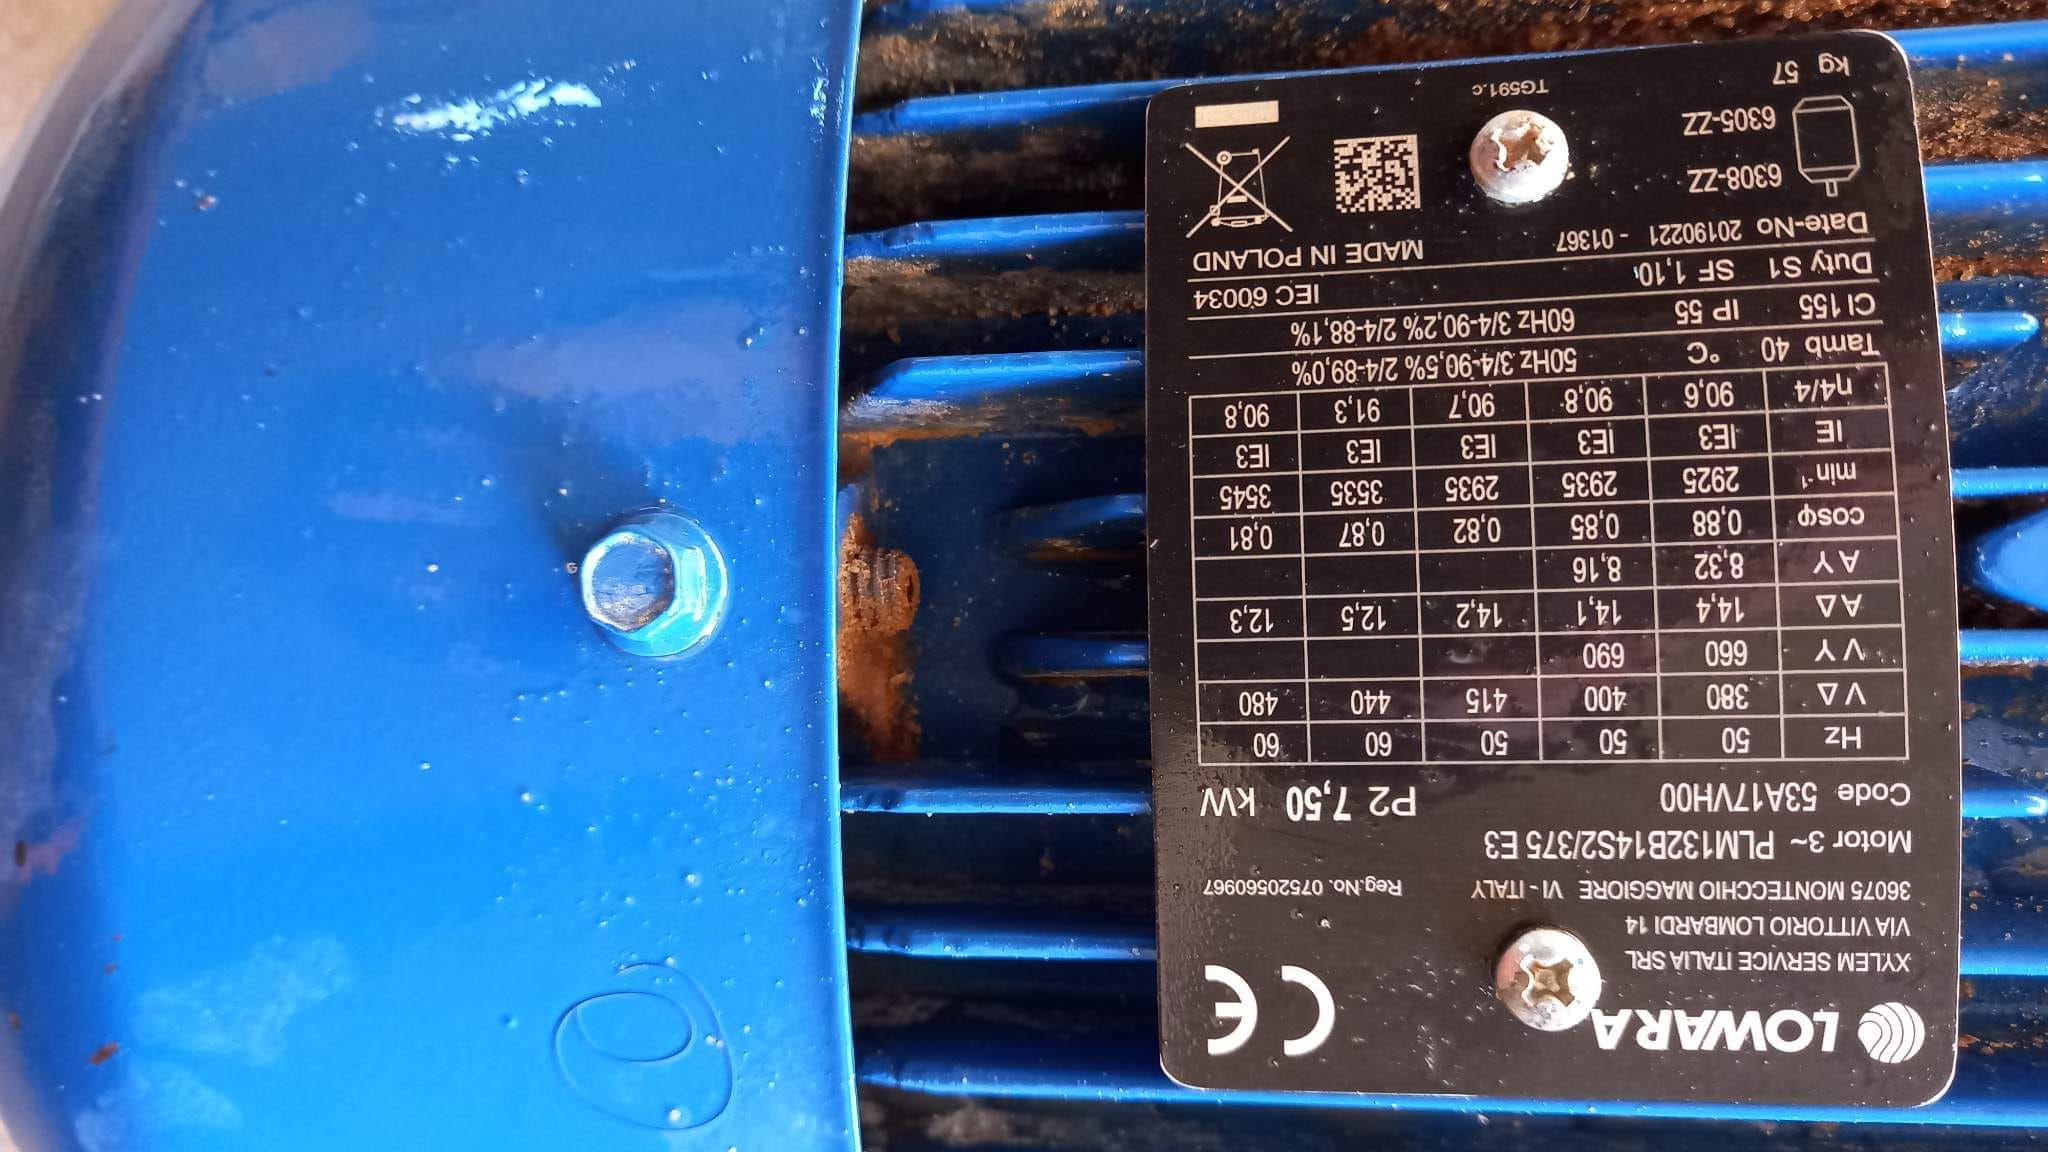 LOWARA
CE
XYLEM SERVICE ITALIA SRL
VIA VITTORIO LOMBARDI 14
36075 MONTECCHIO MAGGIORE VI - ITALY
Reg.No. 07520560967
Motor 3~ PLM132B14S2/375 E3
Code 53A17VH00
P2 7,50 kW
Hz 50 50 50 60 60
V Δ 380 400 415 440 480
V Y 660 690
A Δ 14,4 14,1 14,2 12,5 12,3
A Y 8,32 8,16
cosφ 0,88 0,85 0,82 0,87 0,81
min⁻¹ 2925 2935 2935 3535 3545
IE IE3 IE3 IE3 IE3 IE3
η4/4 90,6 90,8 90,7 91,3 90,8
Tamb 40 °C 50Hz 3/4-90,5% 2/4-89,0%
Cl 155 IP 55 60Hz 3/4-90,2% 2/4-88,1%
Duty S1 SF 1,10 IEC 60034
Date-No 20190221 - 01367 MADE IN POLAND
6308-ZZ
6305-ZZ
kg 57
TG591.c